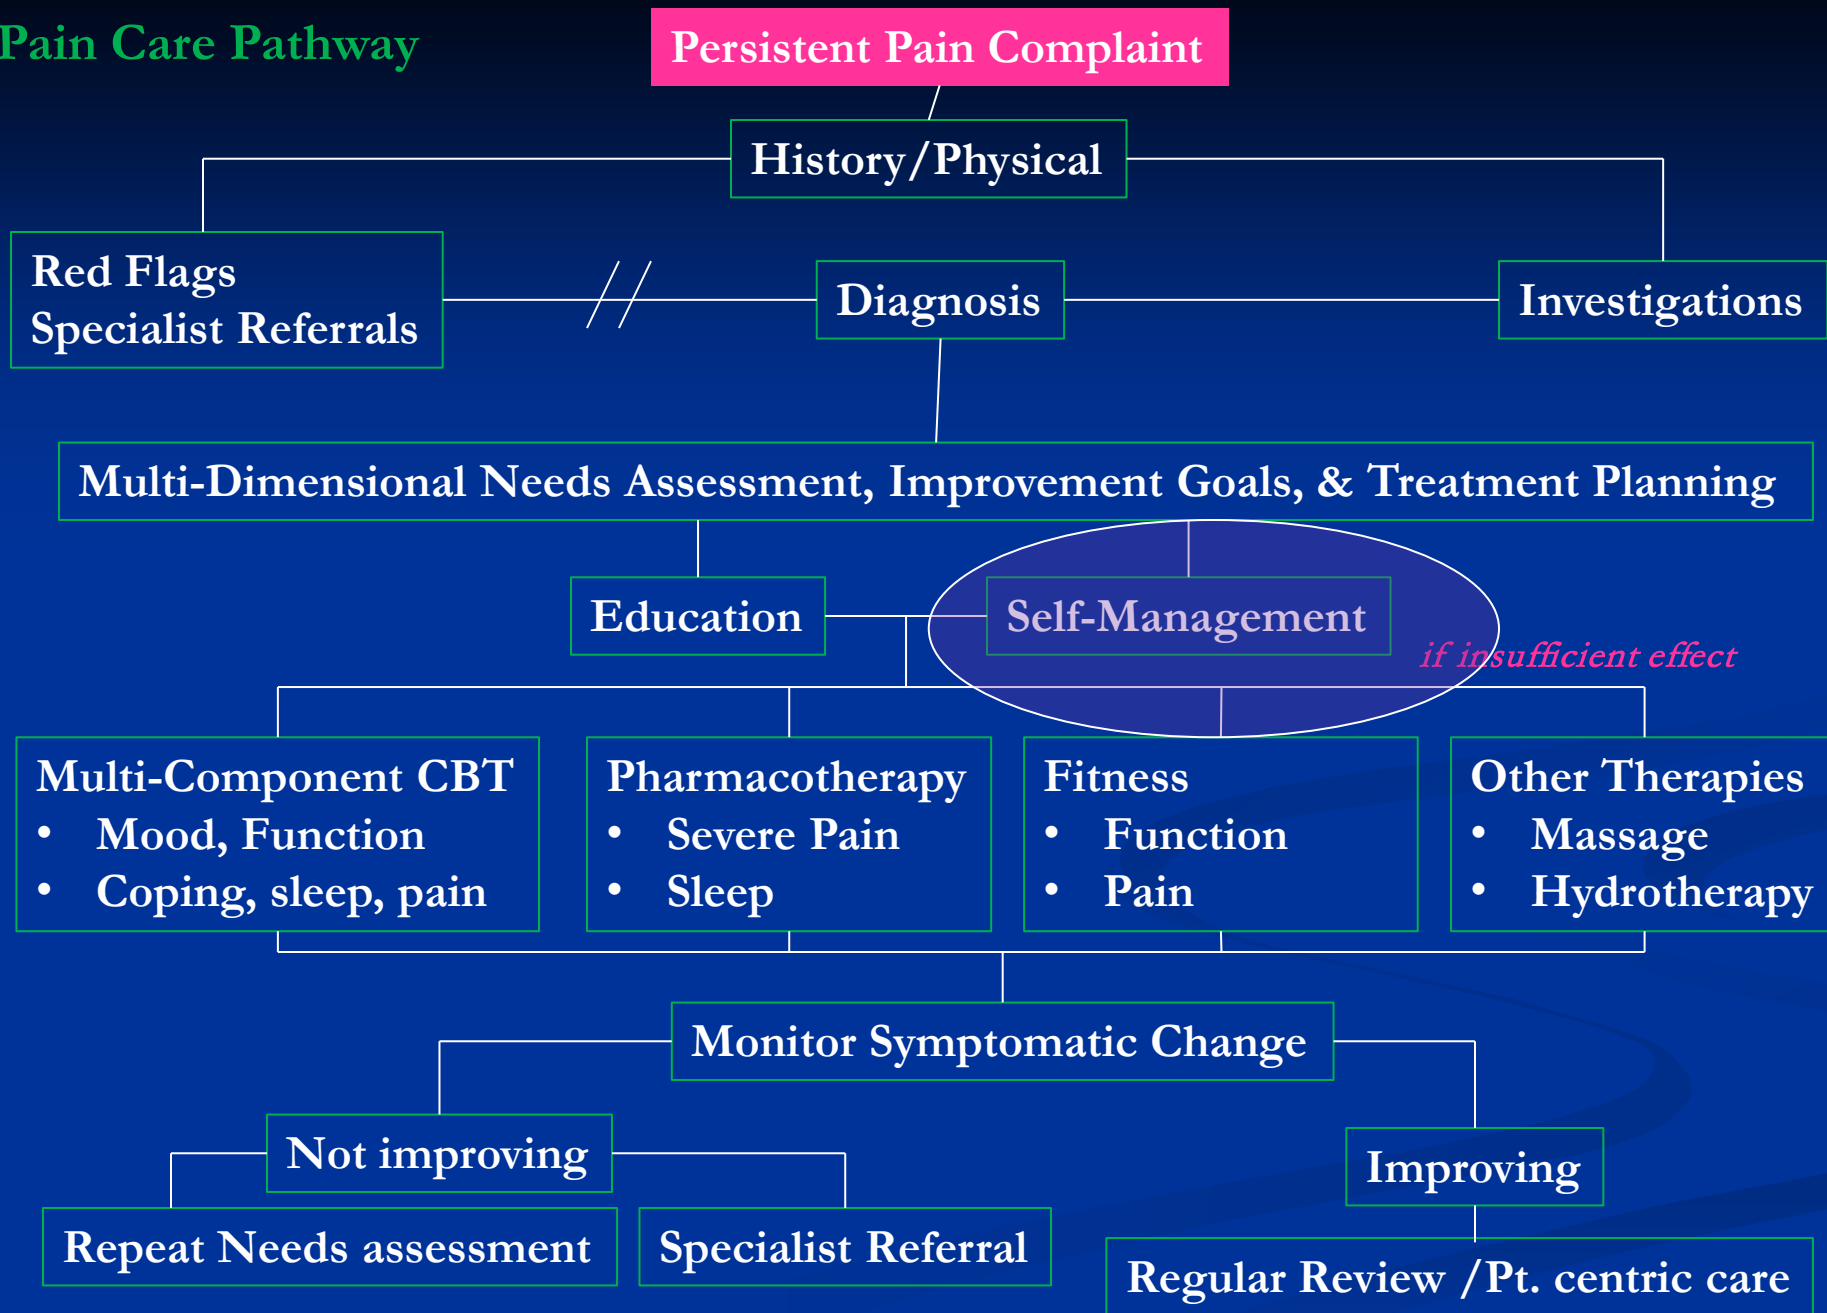 Pain Care Pathway
Persistent Pain Complaint
History/Physical
Red Flags
Specialist Referrals
Diagnosis
Investigations
Multi-Dimensional Needs Assessment, Improvement Goals, & Treatment Planning
Education
Self-Management
if insufficient effect
Multi-Component CBT
• Mood, Function
• Coping, sleep, pain
Pharmacotherapy
• Severe Pain
• Sleep
Fitness
• Function
• Pain
Other Therapies
• Massage
• Hydrotherapy
Monitor Symptomatic Change
Not improving
Improving
Repeat Needs assessment
Specialist Referral
Regular Review /Pt. centric care